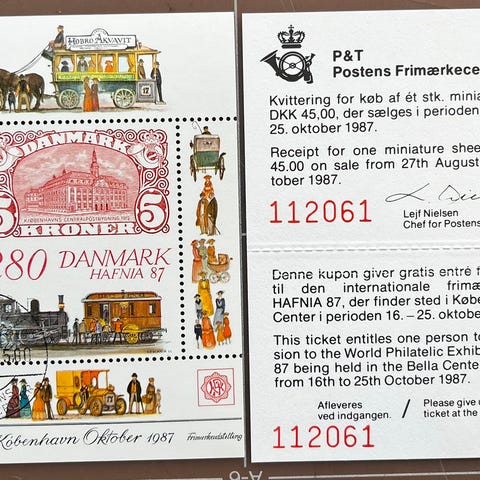 HOBRO AKVAVIT
17
DANMARK
KJØBENHAVNS CENTRALPOSTBYGNING 1912
5 KRONER 5
280 DANMARK
HAFNIA 87
København Oktober 1987
Frimærkeudstilling
P&T
Postens Frimærkece
Kvittering for køb af ét stk. minia
DKK 45,00, der sælges i perioden
25. oktober 1987.
Receipt for one miniature shee
45.00 on sale from 27th August
tober 1987.
112061
Lejf Nielsen
Chef for Postens
Denne kupon giver gratis entré f
til den internationale frimæ
HAFNIA 87, der finder sted i Købe
Center i perioden 16. – 25. oktober
This ticket entitles one person to
sion to the World Philatelic Exhib
87 being held in the Bella Cente
from 16th to 25th October 1987.
Afleveres
ved indgangen.
/
Please give u
ticket at the
112061
A-6